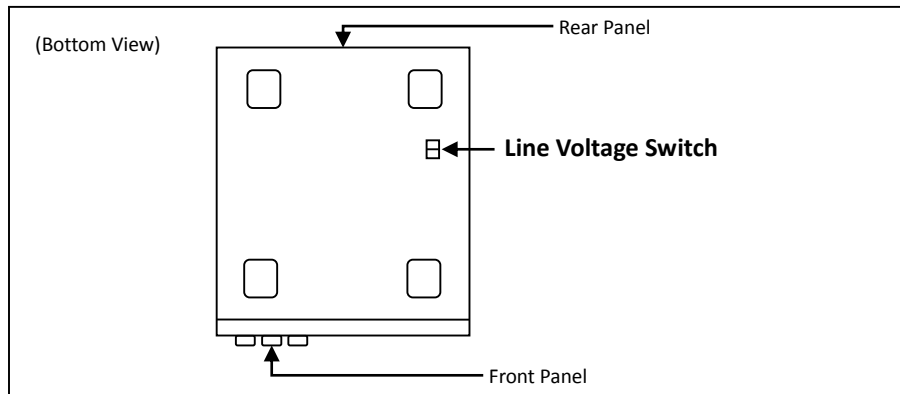 Rear Panel
(Bottom View)
Line Voltage Switch
Front Panel